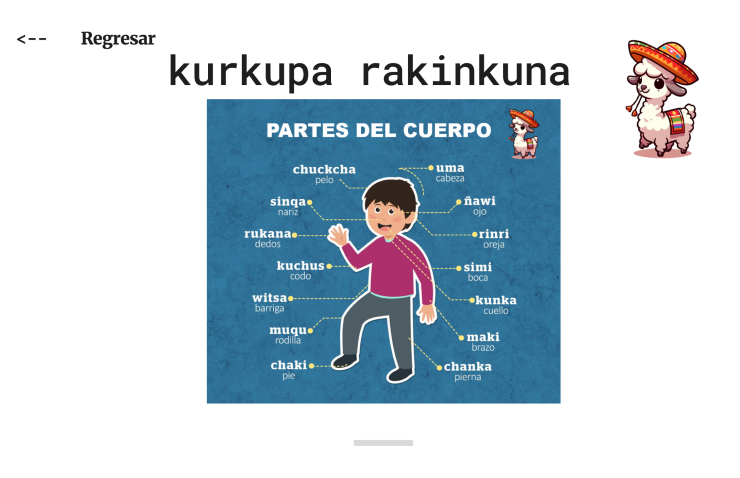 <-- Regresar
kurkupa rakinkuna
PARTES DEL CUERPO
chuckcha
pelo
uma
cabeza
sinqa
nariz
ñawi
ojo
rukana
dedos
rinri
oreja
kuchus
codo
simi
boca
witsa
barriga
kunka
cuello
muqu
rodilla
maki
brazo
chaki
pie
chanka
pierna